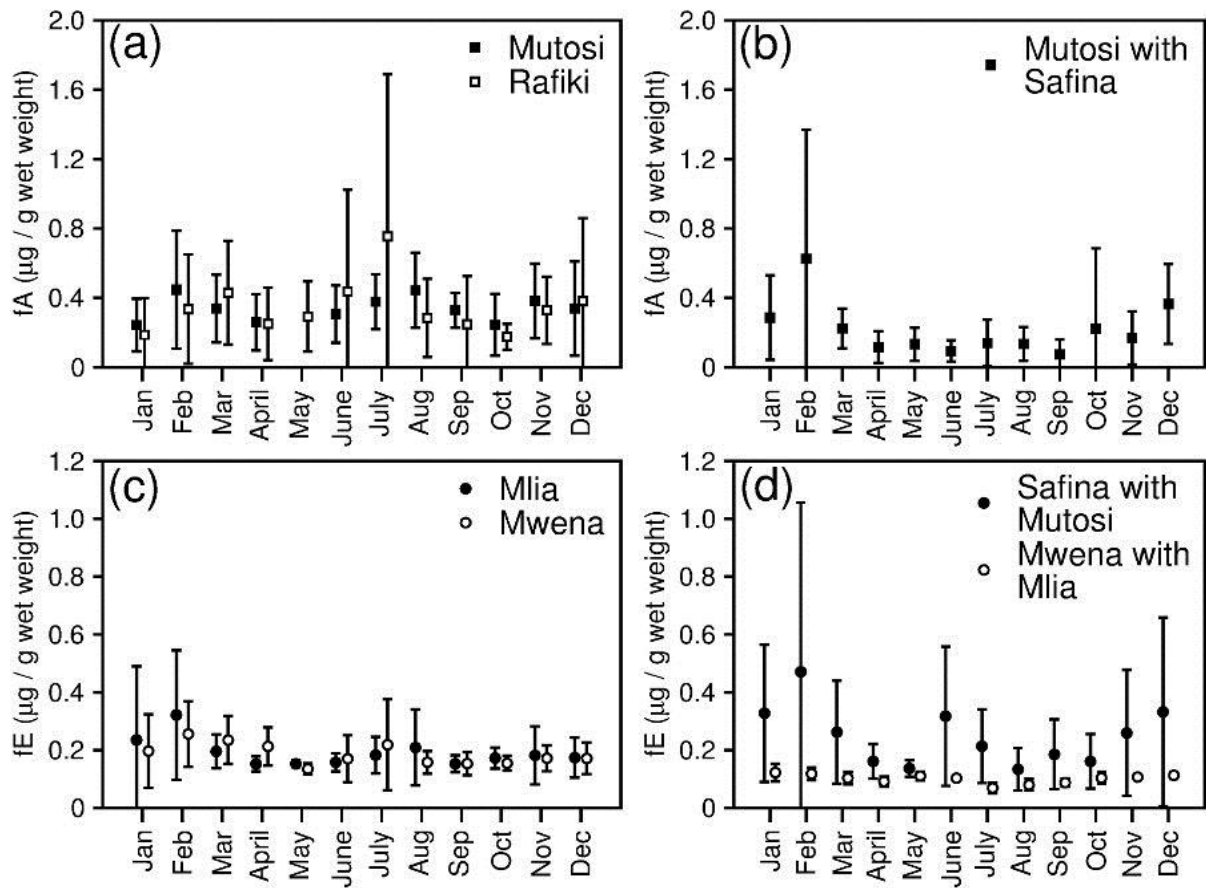 (a)
Mutosi
Rafiki
fA (µg / g wet weight)
2.0
1.6
1.2
0.8
0.4
0
Jan
Feb
Mar
April
May
June
July
Aug
Sep
Oct
Nov
Dec
(b)
Mutosi with
Safina
fA (µg / g wet weight)
2.0
1.6
1.2
0.8
0.4
0
Jan
Feb
Mar
April
May
June
July
Aug
Sep
Oct
Nov
Dec
(c)
Mlia
Mwena
fE (µg / g wet weight)
1.2
1.0
0.8
0.6
0.4
0.2
0
Jan
Feb
Mar
April
May
June
July
Aug
Sep
Oct
Nov
Dec
(d)
Safina with
Mutosi
Mwena with
Mlia
fE (µg / g wet weight)
1.2
1.0
0.8
0.6
0.4
0.2
0
Jan
Feb
Mar
April
May
June
July
Aug
Sep
Oct
Nov
Dec